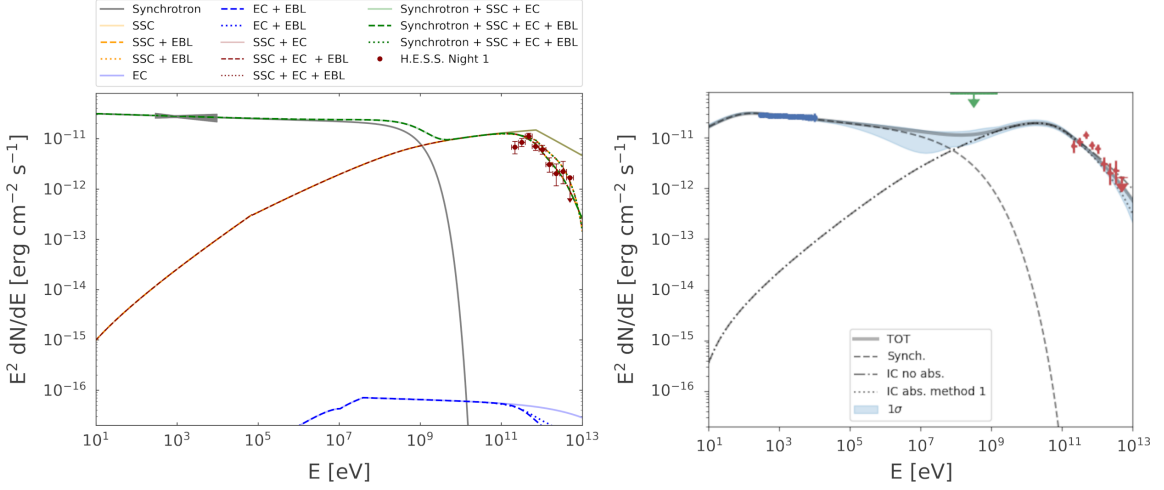 Synchrotron
SSC
SSC + EBL
SSC + EBL
EC
EC + EBL
EC + EBL
SSC + EC
SSC + EC + EBL
SSC + EC + EBL
Synchrotron + SSC + EC
Synchrotron + SSC + EC + EBL
Synchrotron + SSC + EC + EBL
H.E.S.S. Night 1
E² dN/dE [erg cm⁻² s⁻¹]
10⁻¹¹
10⁻¹²
10⁻¹³
10⁻¹⁴
10⁻¹⁵
10⁻¹⁶
10¹ 10³ 10⁵ 10⁷ 10⁹ 10¹¹ 10¹³
E [eV]
E² dN/dE [erg cm⁻² s⁻¹]
10⁻¹¹
10⁻¹²
10⁻¹³
10⁻¹⁴
10⁻¹⁵
10⁻¹⁶
TOT
Synch.
IC no abs.
IC abs. method 1
1σ
10¹ 10³ 10⁵ 10⁷ 10⁹ 10¹¹ 10¹³
E [eV]